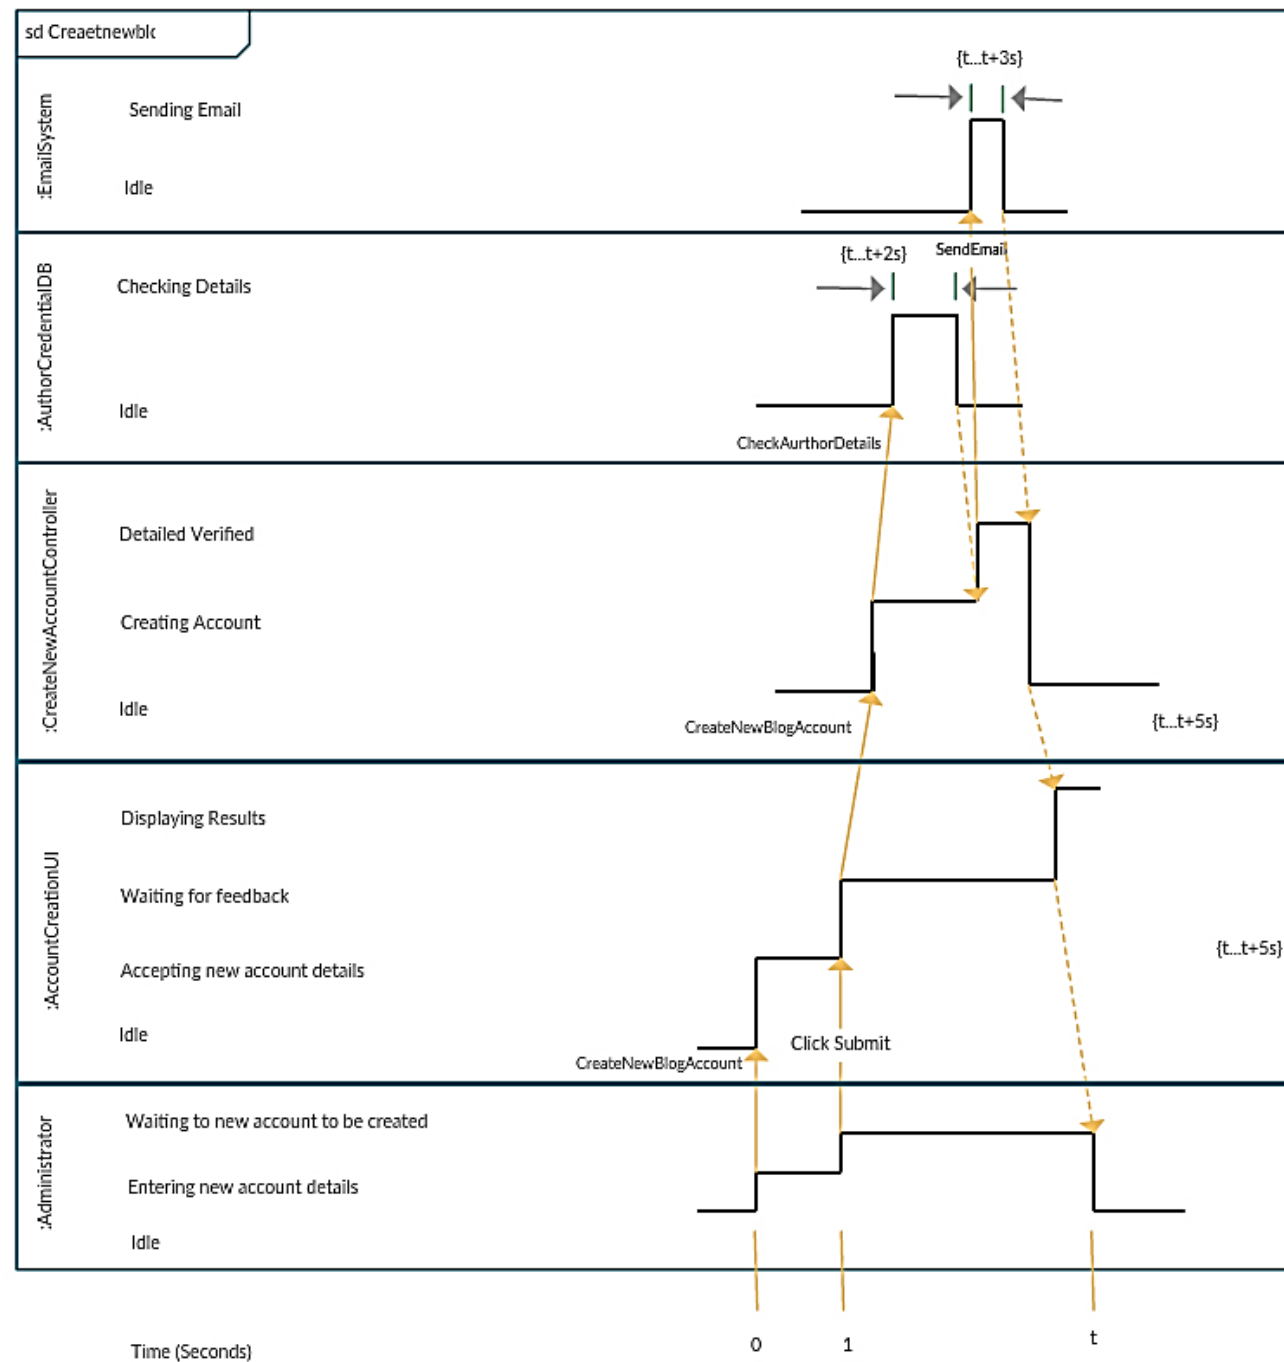 sd Creaetnewblc
{t...t+3s}
:EmailSystem
Sending Email
Idle
{t...t+2s}
SendEmail
:AuthorCredentialDB
Checking Details
Idle
CheckAurthorDetails
:CreateNewAccountController
Detailed Verified
Creating Account
Idle
CreateNewBlogAccount
{t...t+5s}
:AccountCreationUI
Displaying Results
Waiting for feedback
Accepting new account details
{t...t+5s}
Idle
Click Submit
CreateNewBlogAccount
:Administrator
Waiting to new account to be created
Entering new account details
Idle
Time (Seconds)
0
1
t